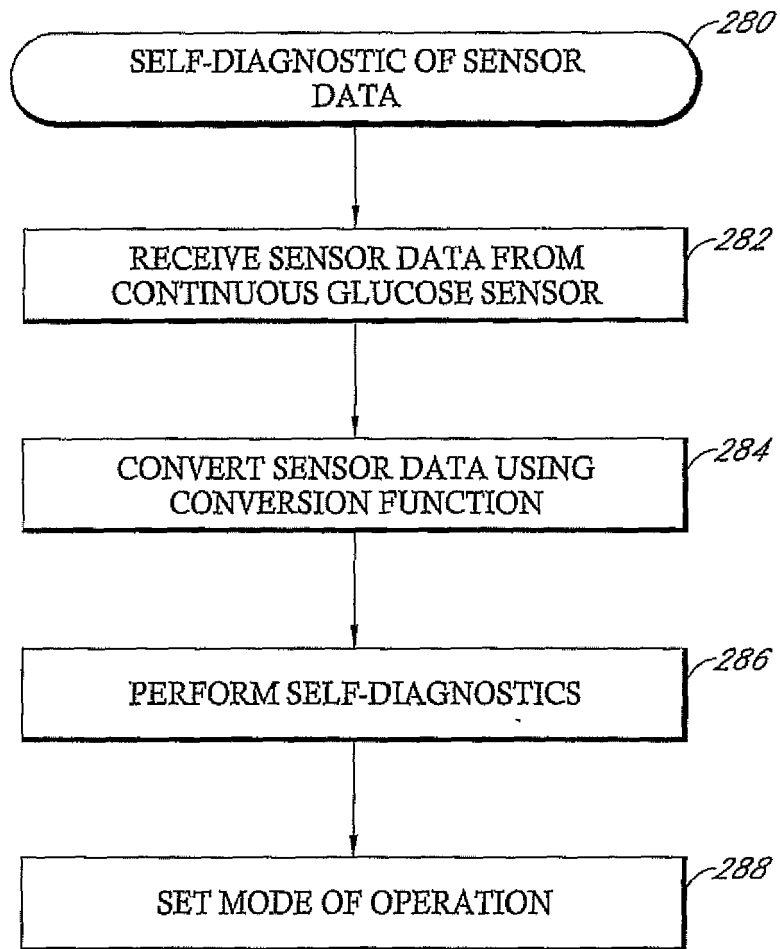 280
SELF-DIAGNOSTIC OF SENSOR
DATA
282
RECEIVE SENSOR DATA FROM
CONTINUOUS GLUCOSE SENSOR
284
CONVERT SENSOR DATA USING
CONVERSION FUNCTION
286
PERFORM SELF-DIAGNOSTICS
288
SET MODE OF OPERATION